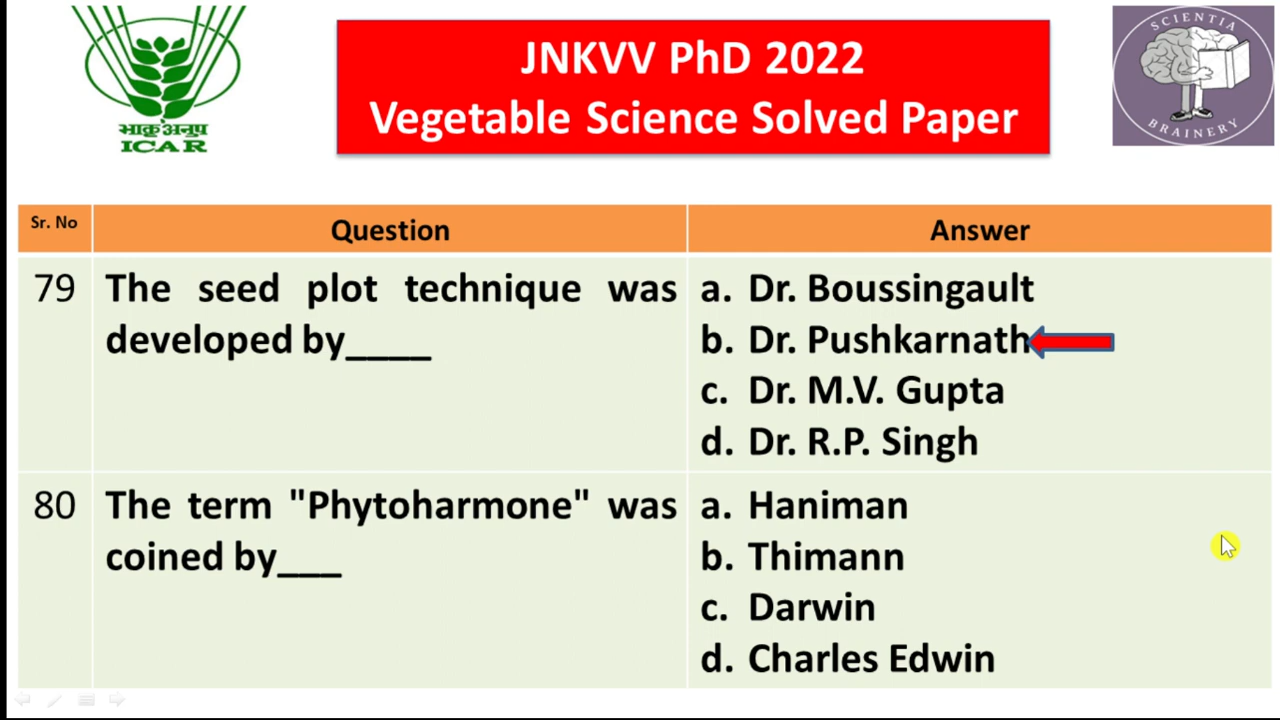 JNKVV PhD 2022
Vegetable Science Solved Paper
भाकृअनुप
ICAR
SCIENTIA
BRAINERY
Sr. No
Question
Answer
79
The seed plot technique was
developed by____
a. Dr. Boussingault
b. Dr. Pushkarnath
c. Dr. M.V. Gupta
d. Dr. R.P. Singh
80
The term "Phytoharmone" was
coined by___
a. Haniman
b. Thimann
c. Darwin
d. Charles Edwin